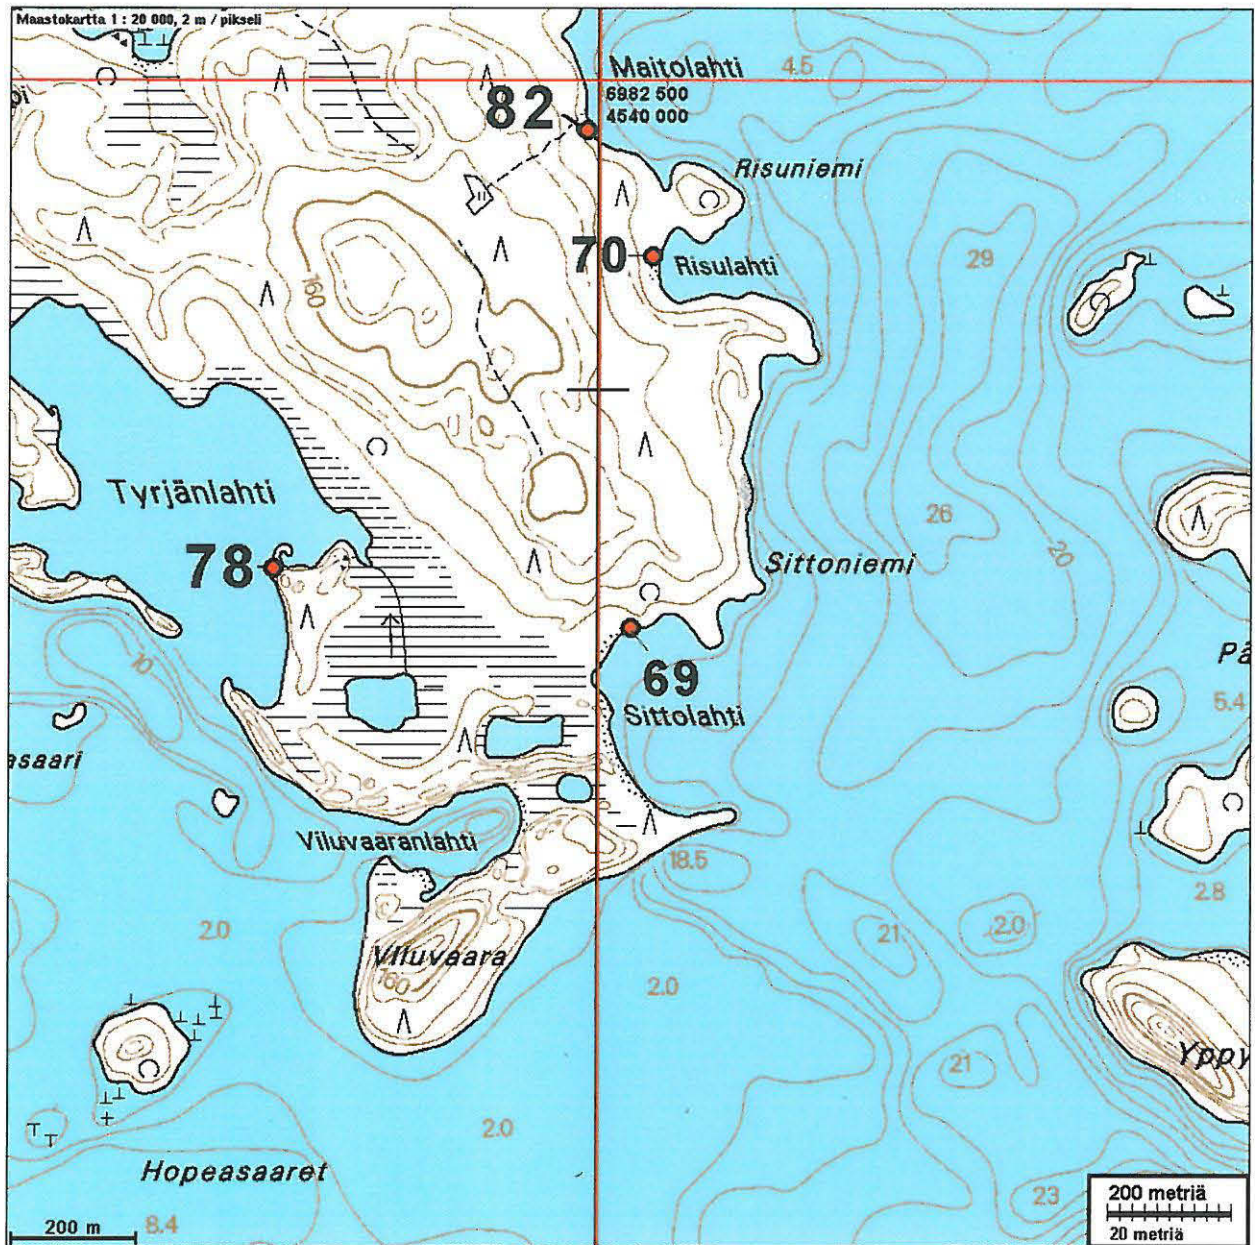 Maastokartta 1 : 20 000, 2 m / pikseli
Maitolahti
4.5
6982 500
4540 000
82
Risuniemi
70
Risulahti
29
160
Tyrjänlahti
26
20
78
Sittoniemi
69
10
5.4
Sittolahti
asaari
Viluvaaranlahti
18.5
2.8
2.0
21
2.0
Viluvaara
160
2.0
Yppy
21
2.0
Hopeasaaret
23
200 metriä
20 metriä
200 m
8.4